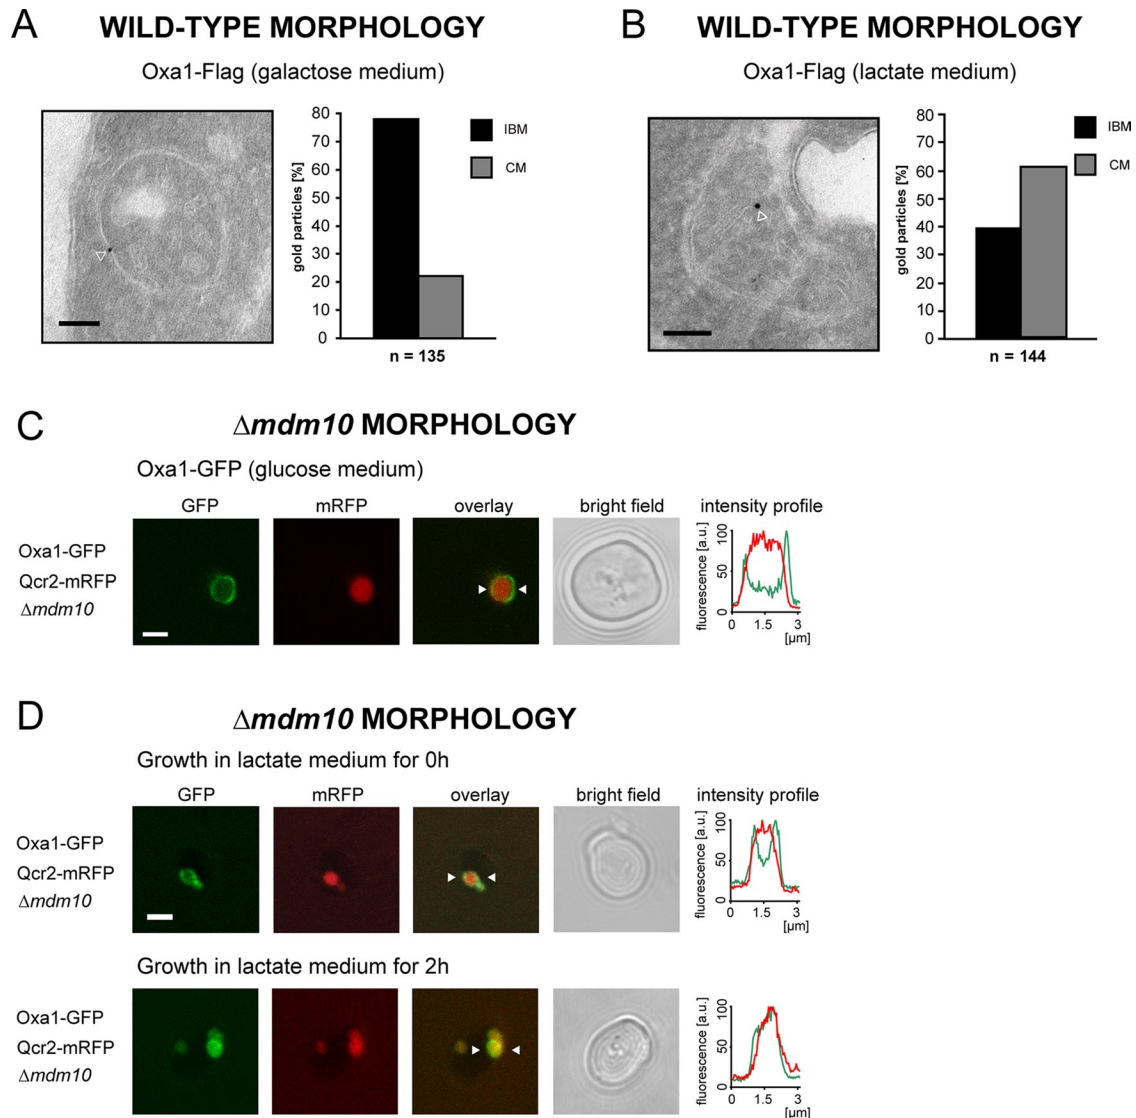 A
WILD-TYPE MORPHOLOGY
Oxa1-Flag (galactose medium)
gold particles [%]
80
70
60
50
40
30
20
10
0
IBM
CM
n = 135
B
WILD-TYPE MORPHOLOGY
Oxa1-Flag (lactate medium)
gold particles [%]
80
70
60
50
40
30
20
10
0
IBM
CM
n = 144
C
Δmdm10 MORPHOLOGY
Oxa1-GFP (glucose medium)
GFP mRFP overlay bright field intensity profile
Oxa1-GFP
Qcr2-mRFP
Δmdm10
fluorescence [a.u.]
100
50
0
0 1.5 3
[µm]
D
Δmdm10 MORPHOLOGY
Growth in lactate medium for 0h
GFP mRFP overlay bright field intensity profile
Oxa1-GFP
Qcr2-mRFP
Δmdm10
fluorescence [a.u.]
100
50
0
0 1.5 3
[µm]
Growth in lactate medium for 2h
Oxa1-GFP
Qcr2-mRFP
Δmdm10
fluorescence [a.u.]
100
50
0
0 1.5 3
[µm]